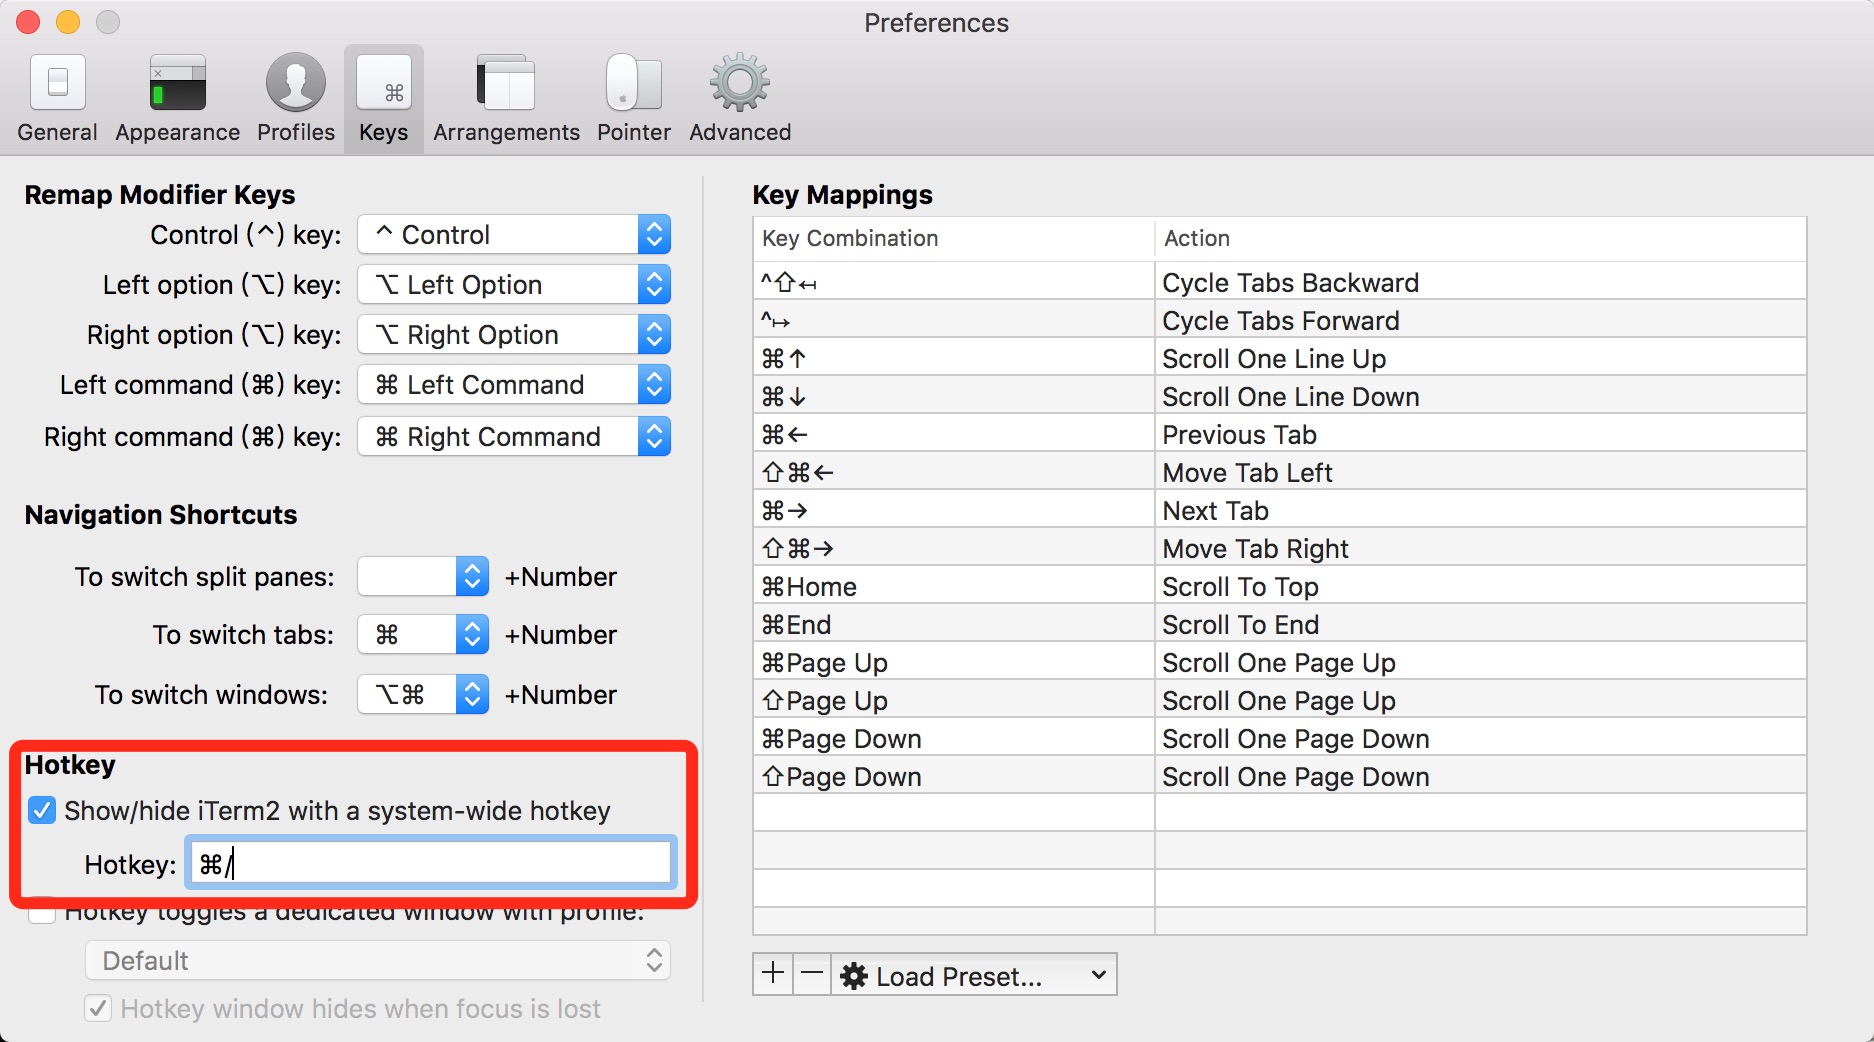 Preferences
General Appearance Profiles Keys Arrangements Pointer Advanced
Remap Modifier Keys
Control (^) key: ^ Control
Left option (⌥) key: ⌥ Left Option
Right option (⌥) key: ⌥ Right Option
Left command (⌘) key: ⌘ Left Command
Right command (⌘) key: ⌘ Right Command
Navigation Shortcuts
To switch split panes: +Number
To switch tabs: ⌘ +Number
To switch windows: ⌥⌘ +Number
Hotkey
Show/hide iTerm2 with a system-wide hotkey
Hotkey: ⌘/
Hotkey toggles a dedicated window with profile:
Default
Hotkey window hides when focus is lost
Key Mappings
Key Combination Action
^⇧↤ Cycle Tabs Backward
^↦ Cycle Tabs Forward
⌘↑ Scroll One Line Up
⌘↓ Scroll One Line Down
⌘← Previous Tab
⇧⌘← Move Tab Left
⌘→ Next Tab
⇧⌘→ Move Tab Right
⌘Home Scroll To Top
⌘End Scroll To End
⌘Page Up Scroll One Page Up
⇧Page Up Scroll One Page Up
⌘Page Down Scroll One Page Down
⇧Page Down Scroll One Page Down
+ − Load Preset...